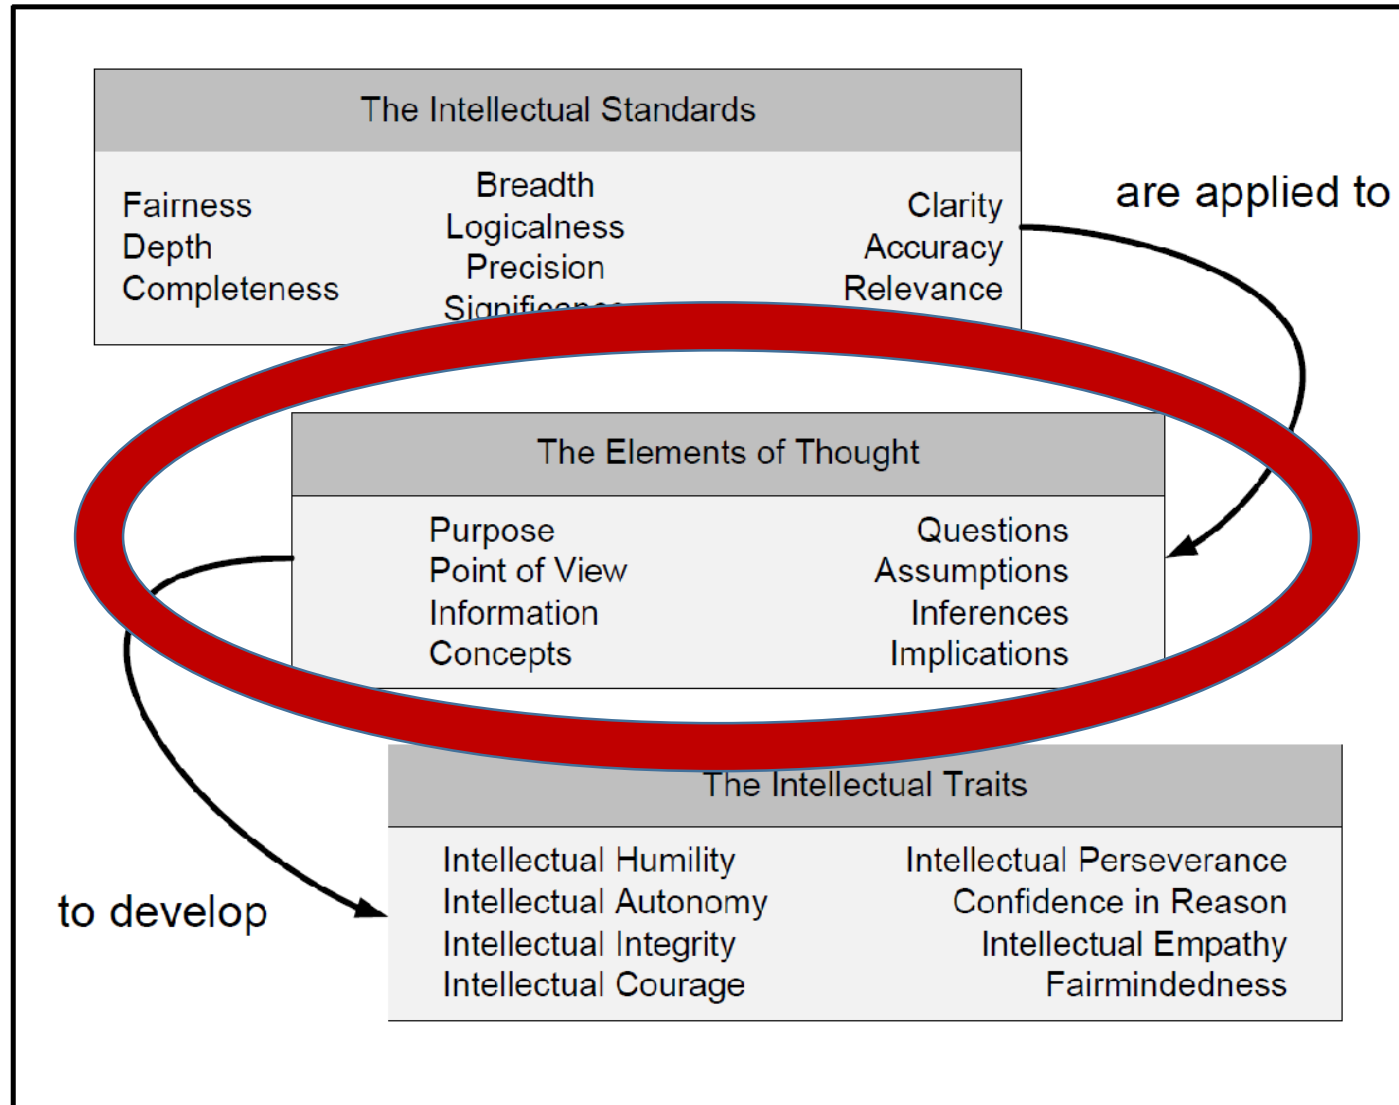 The Intellectual Standards
Fairness
Depth
Completeness
Breadth
Logicalness
Precision
Significance
Clarity
Accuracy
Relevance
are applied to
The Elements of Thought
Purpose
Point of View
Information
Concepts
Questions
Assumptions
Inferences
Implications
to develop
The Intellectual Traits
Intellectual Humility
Intellectual Autonomy
Intellectual Integrity
Intellectual Courage
Intellectual Perseverance
Confidence in Reason
Intellectual Empathy
Fairmindedness